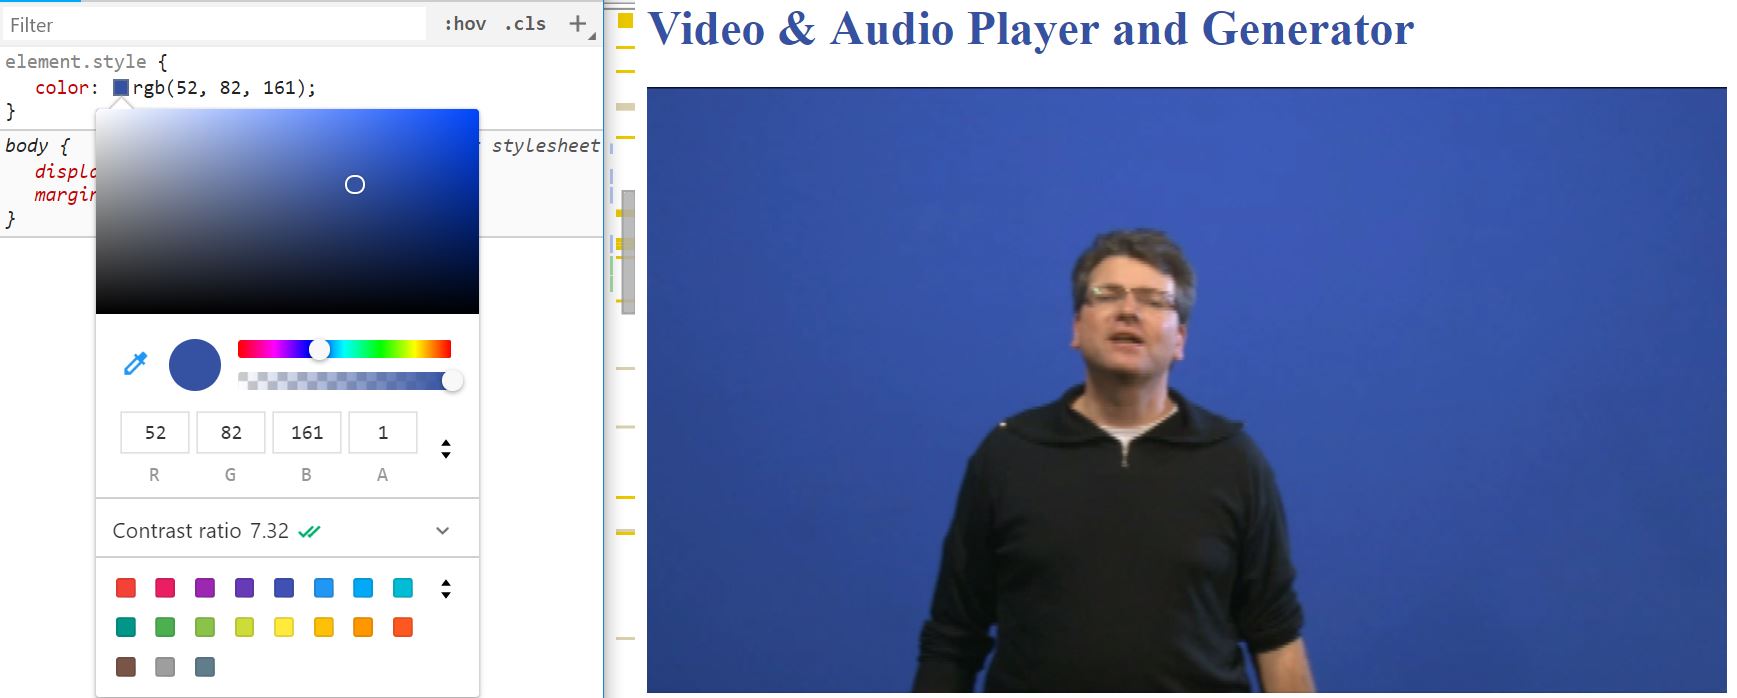 Filter :hov .cls +
Video & Audio Player and Generator
element.style {
color: rgb(52, 82, 161);
}
body { stylesheet
displa
margin
}
52 82 161 1
R G B A
Contrast ratio 7.32